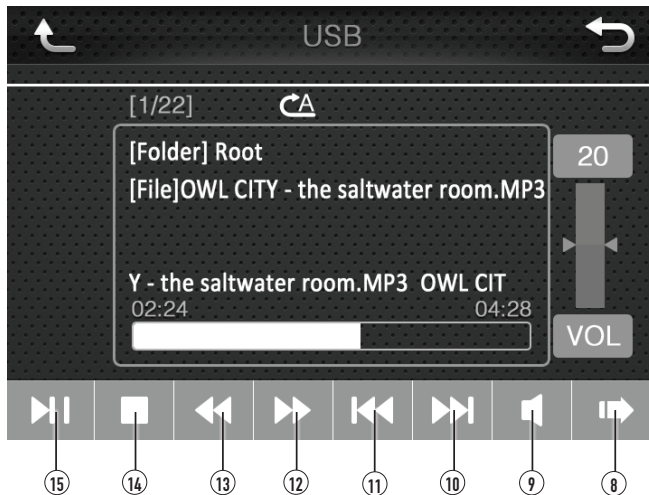 USB
[1/22] A
[Folder] Root
[File]OWL CITY - the saltwater room.MP3
Y - the saltwater room.MP3 OWL CIT
02:24 04:28
20
VOL
15 14 13 12 11 10 9 8